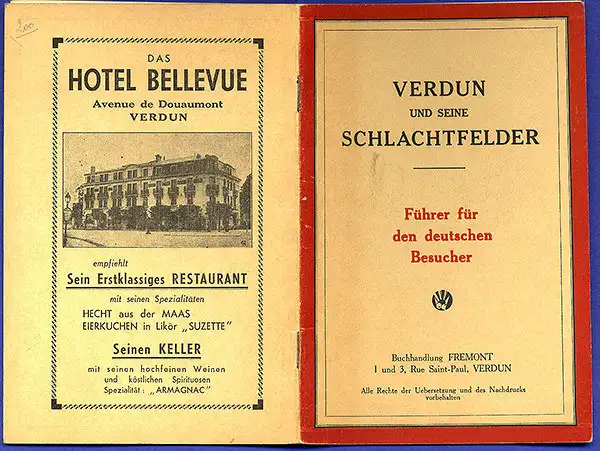 200
DAS
HOTEL BELLEVUE
Avenue de Douaumont
VERDUN
empfiehlt
Sein Erstklassiges RESTAURANT
mit seinen Spezialitäten
HECHT aus der MAAS
EIERKUCHEN in Likör „SUZETTE"
Seinen KELLER
mit seinen hochfeinen Weinen
und köstlichen Spirituosen
Spezialität : „ARMAGNAC"
VERDUN
UND SEINE
SCHLACHTFELDER
Führer für
den deutschen
Besucher
Buchhandlung FREMONT
1 und 3, Rue Saint-Paul, VERDUN
Alle Rechte der Uebersetzung und des Nachdrucks
vorbehalten